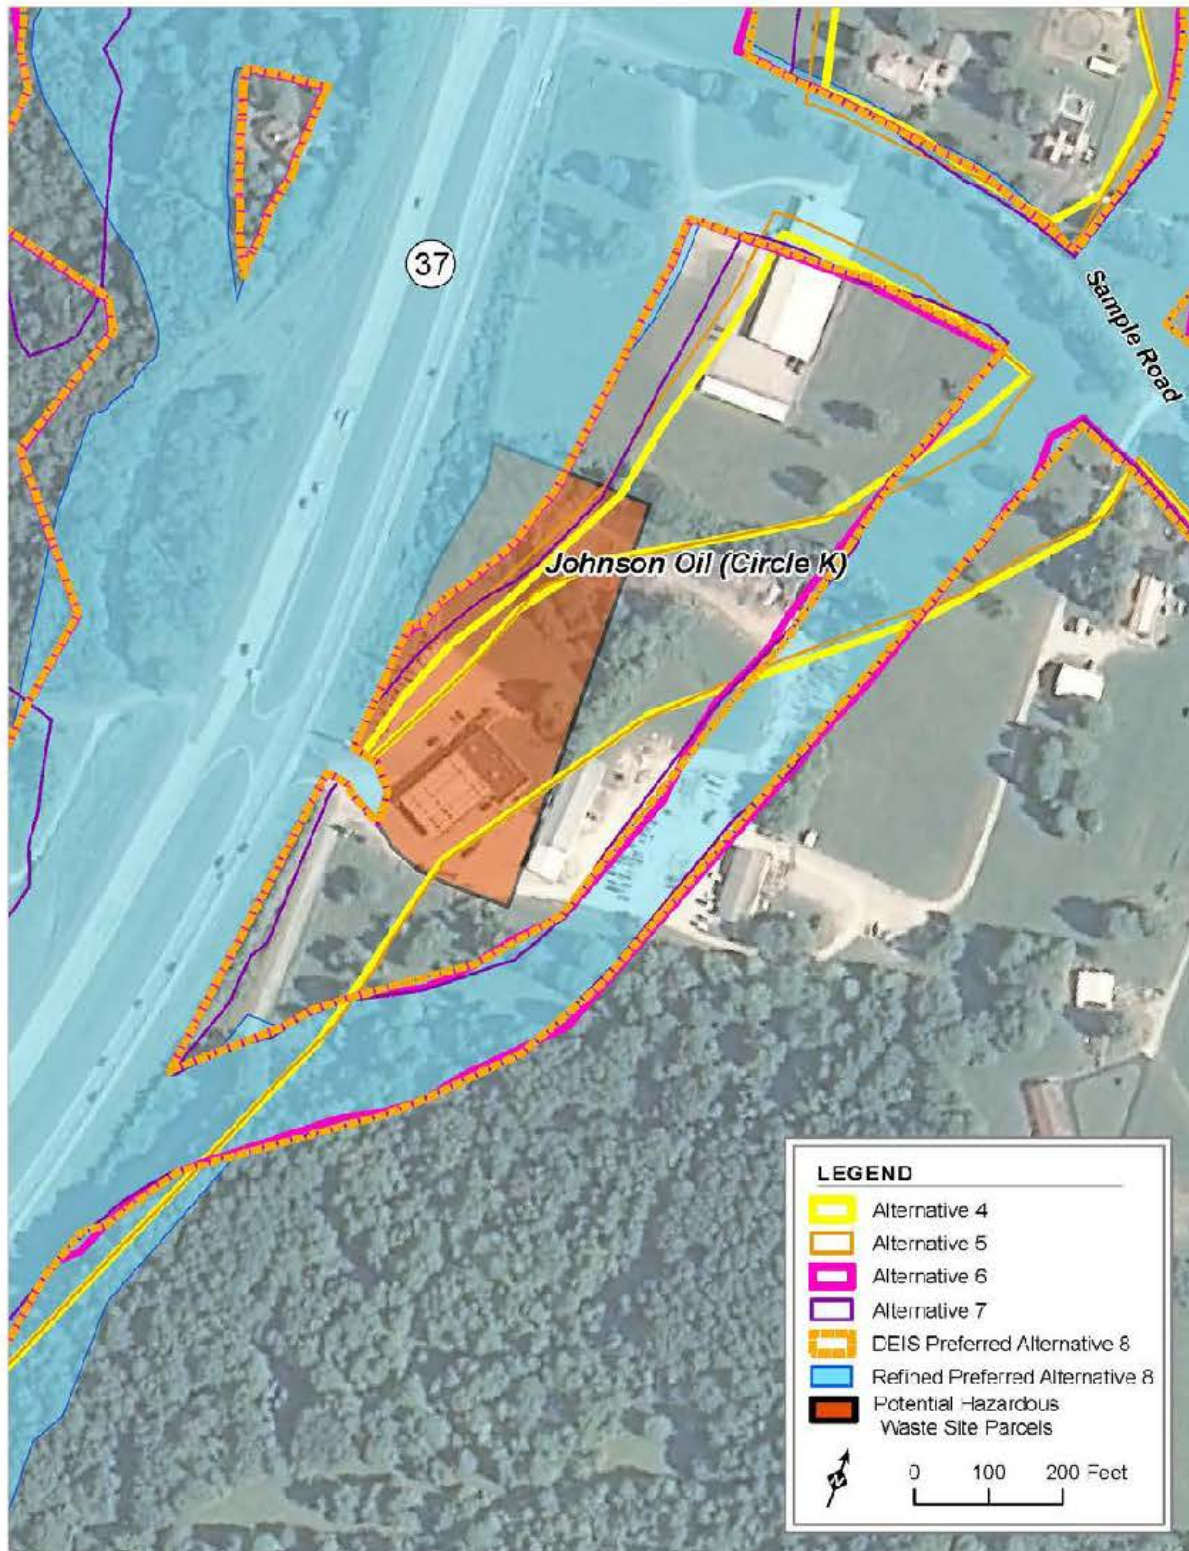 37
Sample Road
Johnson Oil (Circle K)
LEGEND
Alternative 4
Alternative 5
Alternative 6
Alternative 7
DEIS Preferred Alternative 8
Refined Preferred Alternative 8
Potential Hazardous
Waste Site Parcels
N
0 100 200 Feet